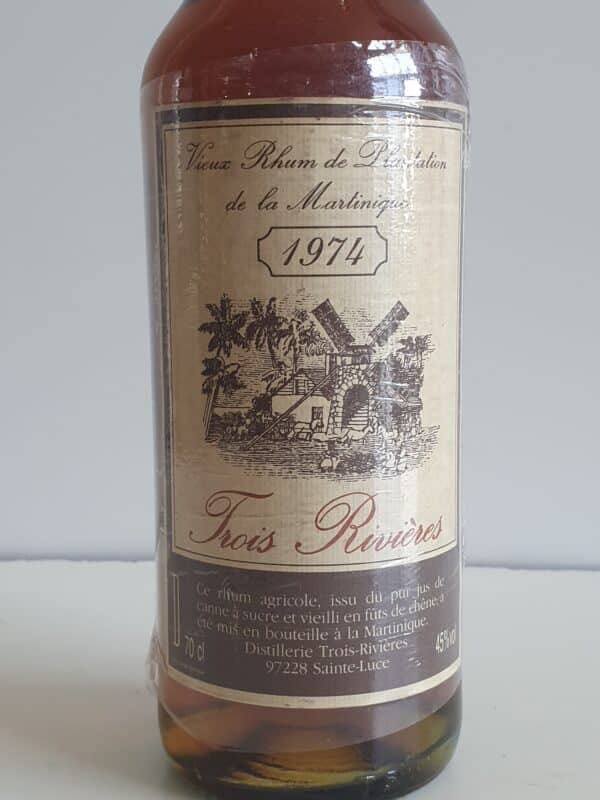 Vieux Rhum de Plantation
de la Martinique
1974
Trois Rivières
Ce rhum agricole, issu du pur jus de
canne à sucre et vieilli en fûts de chêne, a
été mis en bouteille à la Martinique.
Distillerie Trois-Rivières
97228 Sainte-Luce
D
70 cl
45% vol